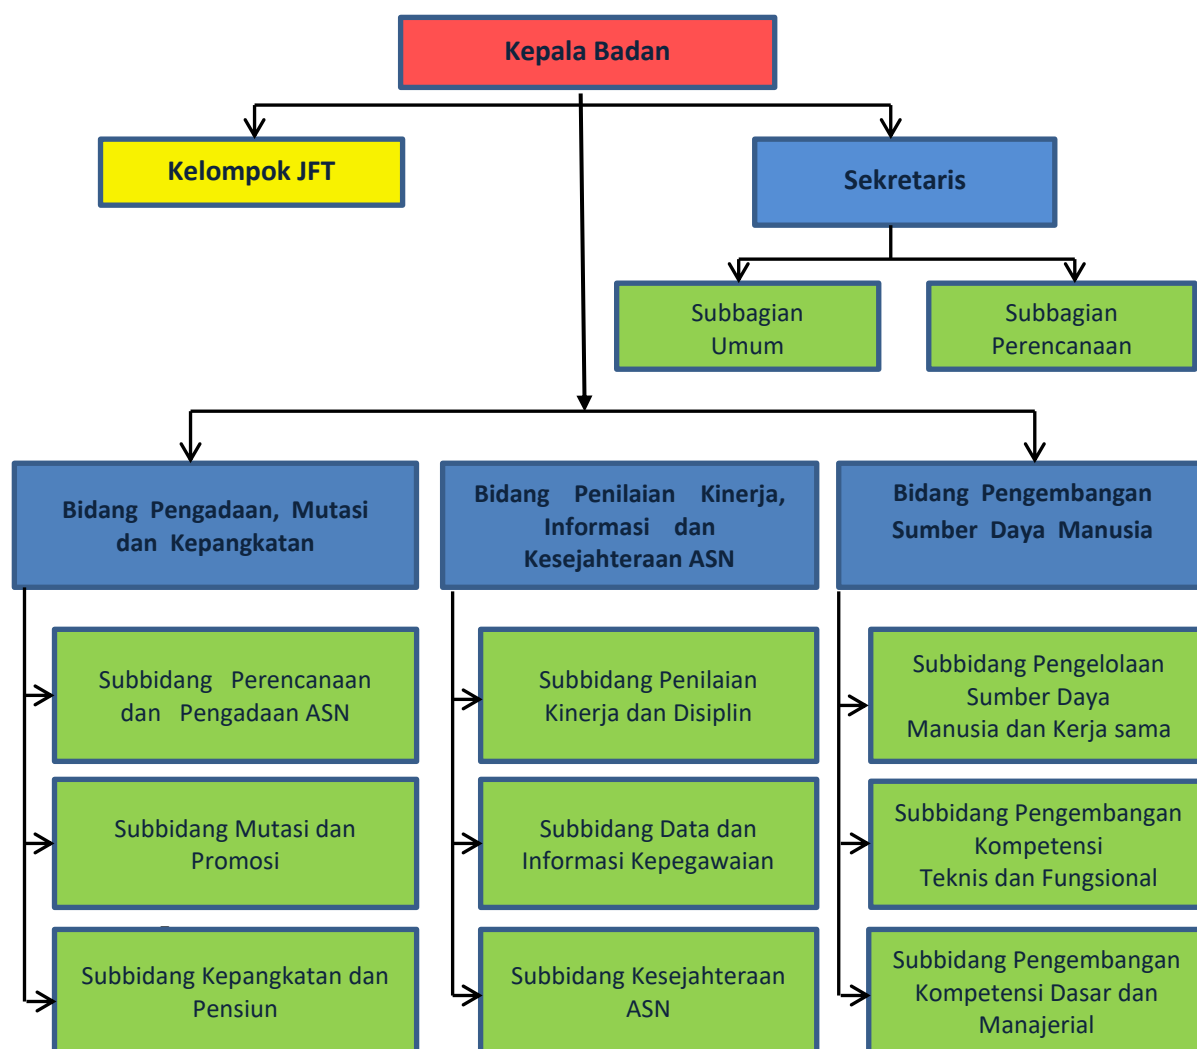 Kepala Badan
Kelompok JFT
Sekretaris
Subbagian
Umum
Subbagian
Perencanaan
Bidang Pengadaan, Mutasi
dan Kepangkatan
Bidang Penilaian Kinerja,
Informasi dan
Kesejahteraan ASN
Bidang Pengembangan
Sumber Daya Manusia
Subbidang Perencanaan
dan Pengadaan ASN
Subbidang Penilaian
Kinerja dan Disiplin
Subbidang Pengelolaan
Sumber Daya
Manusia dan Kerja sama
Subbidang Mutasi dan
Promosi
Subbidang Data dan
Informasi Kepegawaian
Subbidang Pengembangan
Kompetensi
Teknis dan Fungsional
Subbidang Kepangkatan dan
Pensiun
Subbidang Kesejahteraan
ASN
Subbidang Pengembangan
Kompetensi Dasar dan
Manajerial